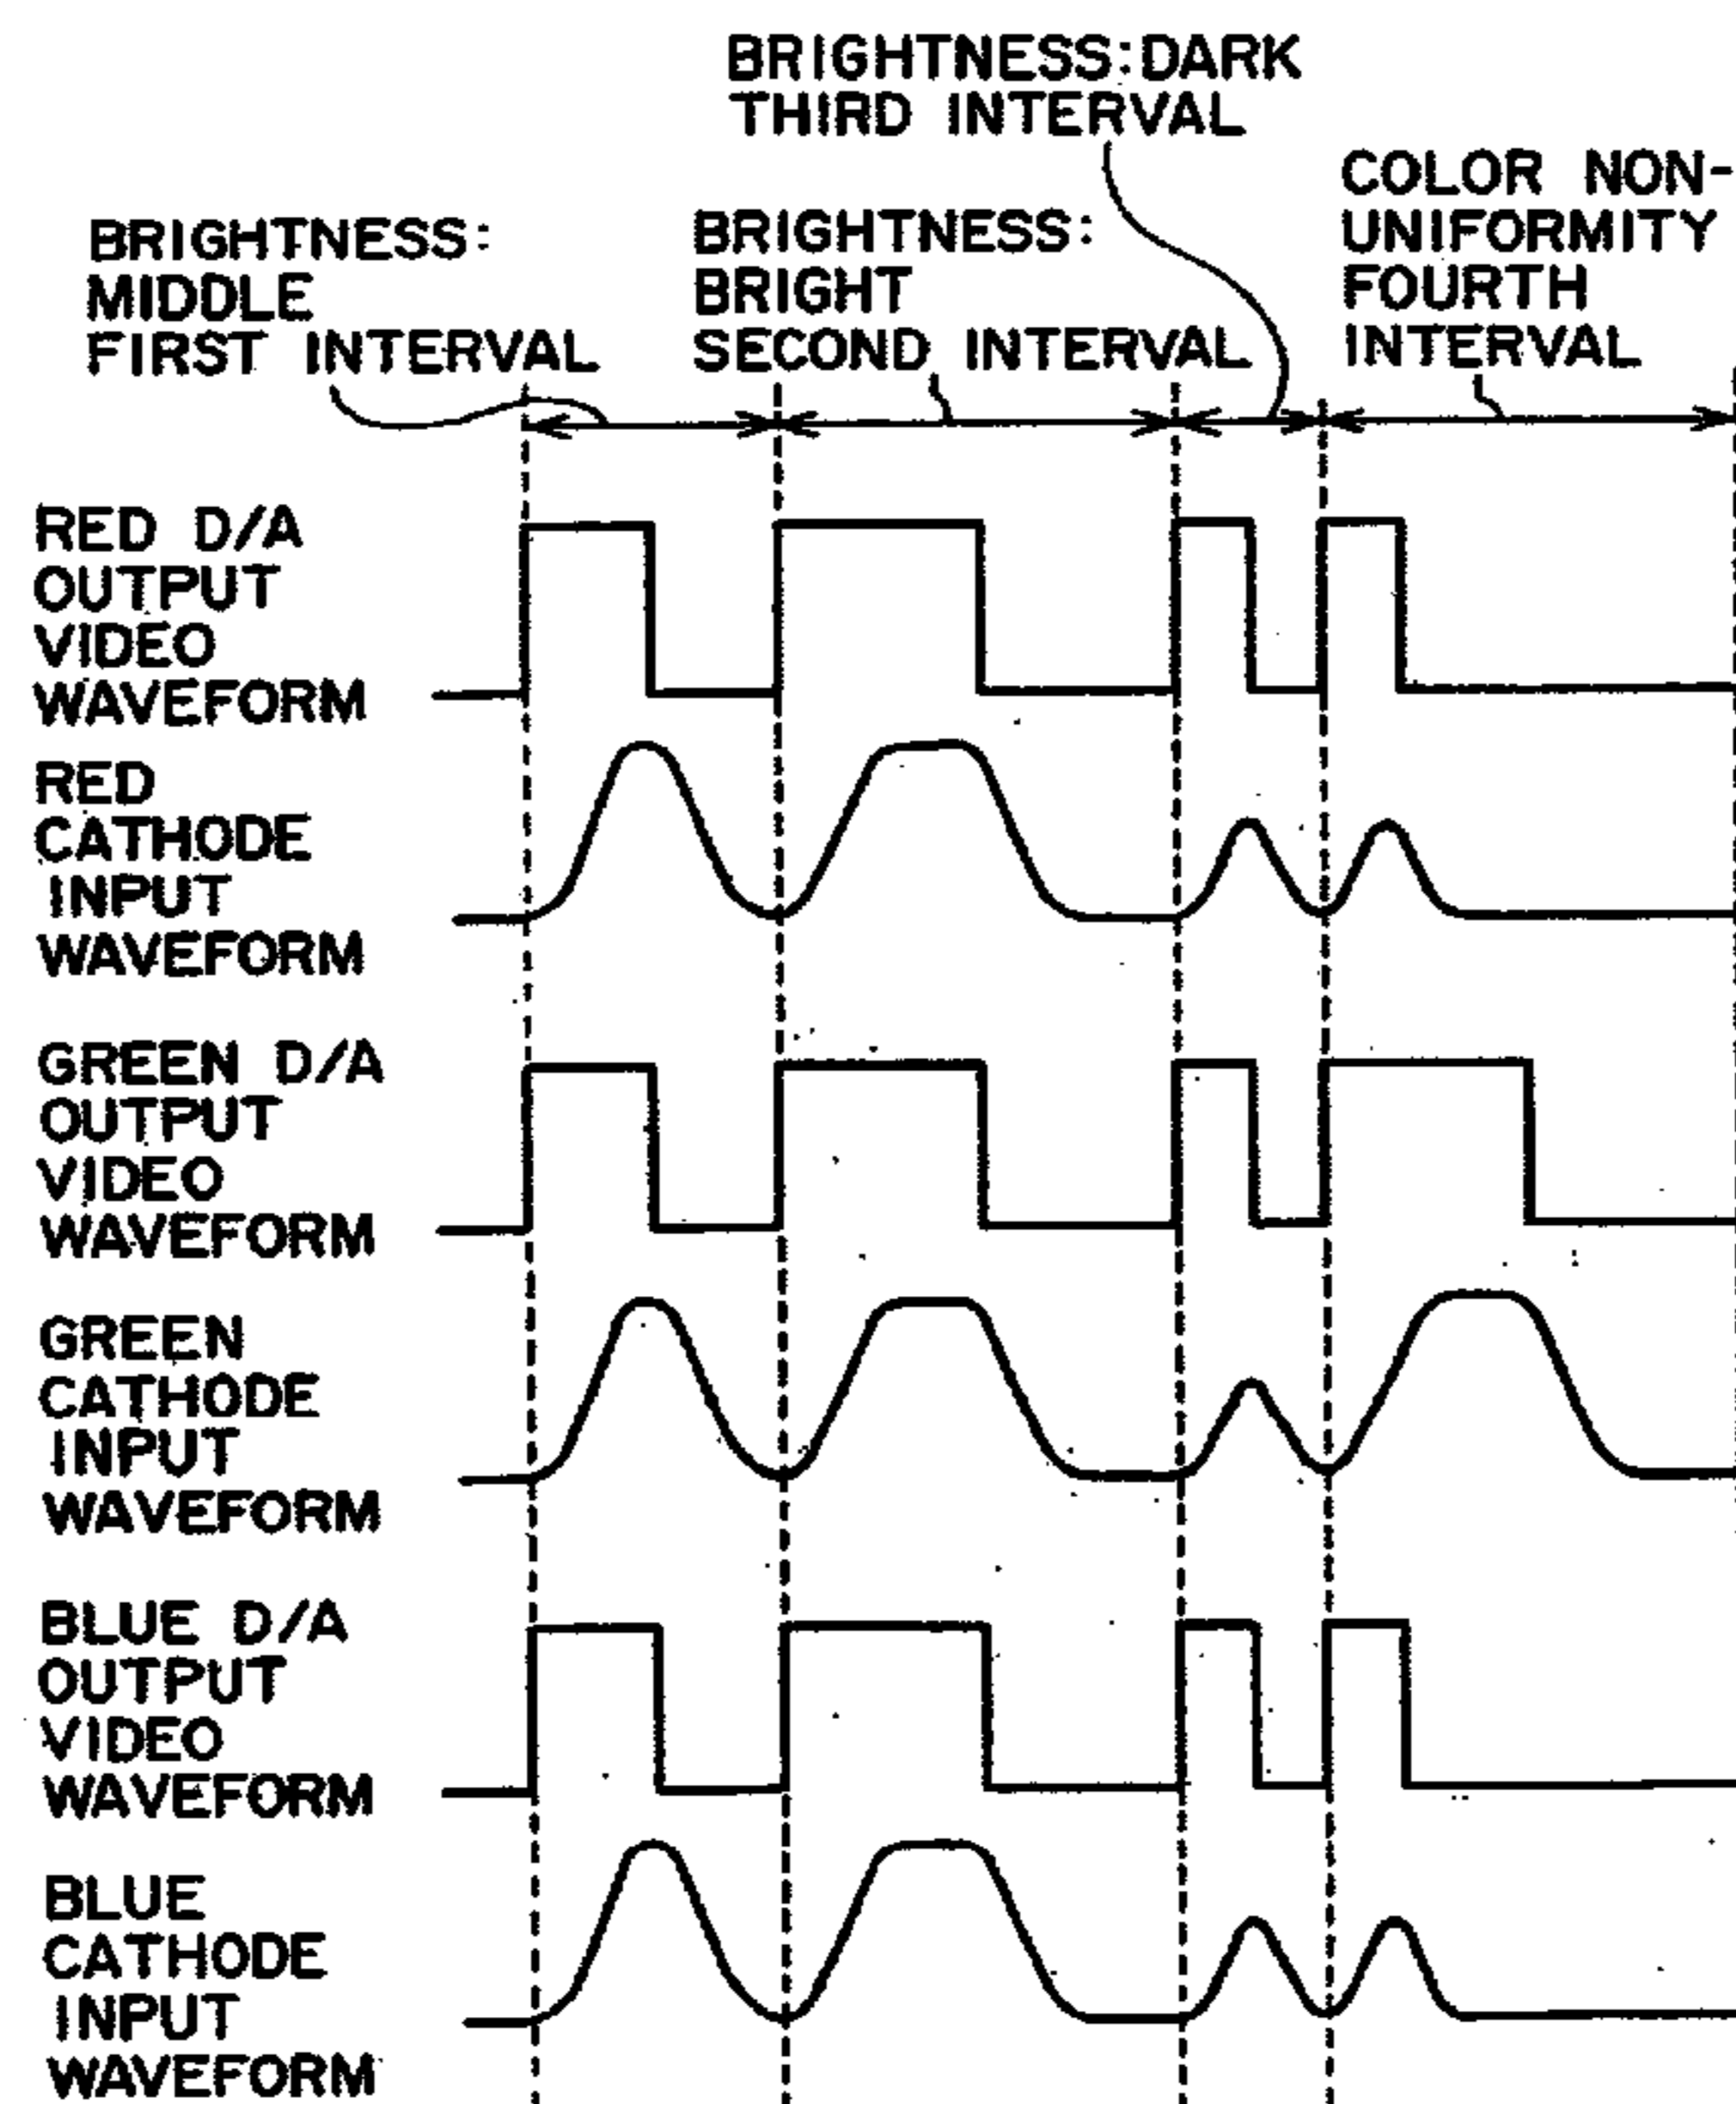 BRIGHTNESS:DARK
THIRD INTERVAL
BRIGHTNESS:
MIDDLE
FIRST INTERVAL
BRIGHTNESS:
BRIGHT
SECOND INTERVAL
COLOR NON-
UNIFORMITY
FOURTH
INTERVAL
RED D/A
OUTPUT
VIDEO
WAVEFORM
RED
CATHODE
INPUT
WAVEFORM
GREEN D/A
OUTPUT
VIDEO
WAVEFORM
GREEN
CATHODE
INPUT
WAVEFORM
BLUE D/A
OUTPUT
VIDEO
WAVEFORM
BLUE
CATHODE
INPUT
WAVEFORM